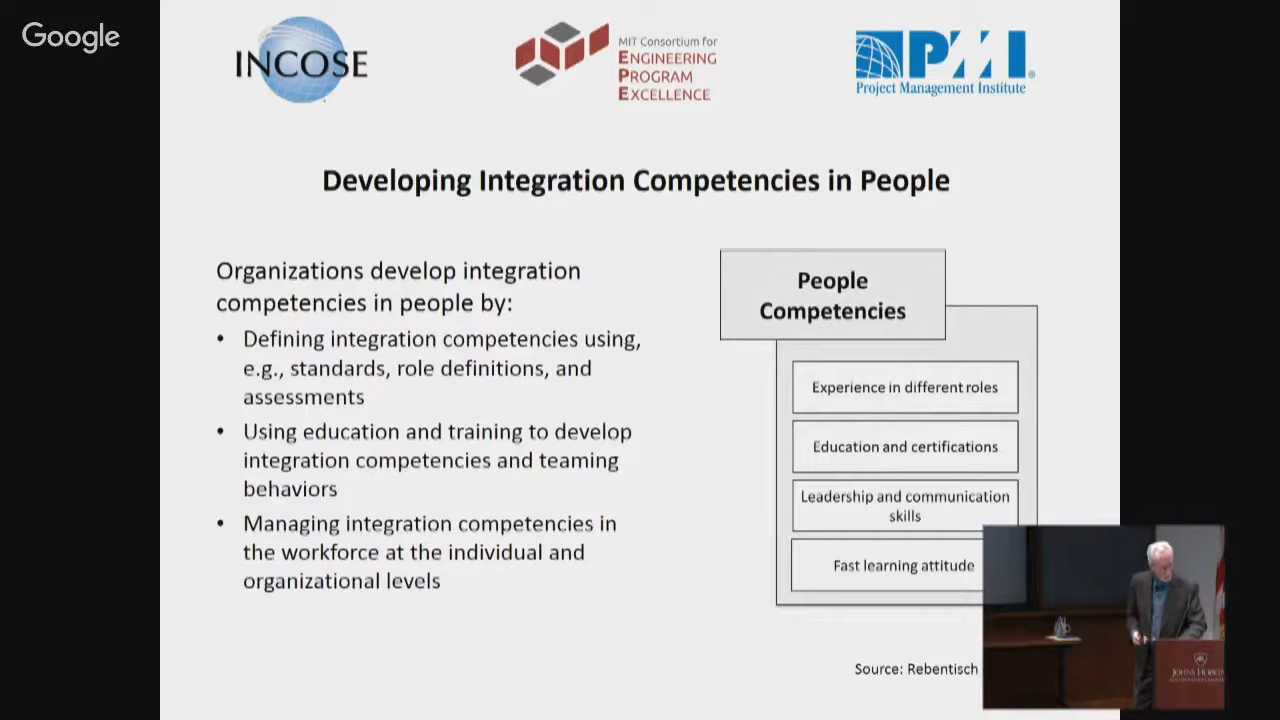 Google
INCOSE
MIT Consortium for
ENGINEERING
PROGRAM
EXCELLENCE
PMI
®
Project Management Institute
Developing Integration Competencies in People
Organizations develop integration
competencies in people by:
• Defining integration competencies using,
e.g., standards, role definitions, and
assessments
• Using education and training to develop
integration competencies and teaming
behaviors
• Managing integration competencies in
the workforce at the individual and
organizational levels
People
Competencies
Experience in different roles
Education and certifications
Leadership and communication
skills
Fast learning attitude
Source: Rebentisch
JOHNS HOPKIN